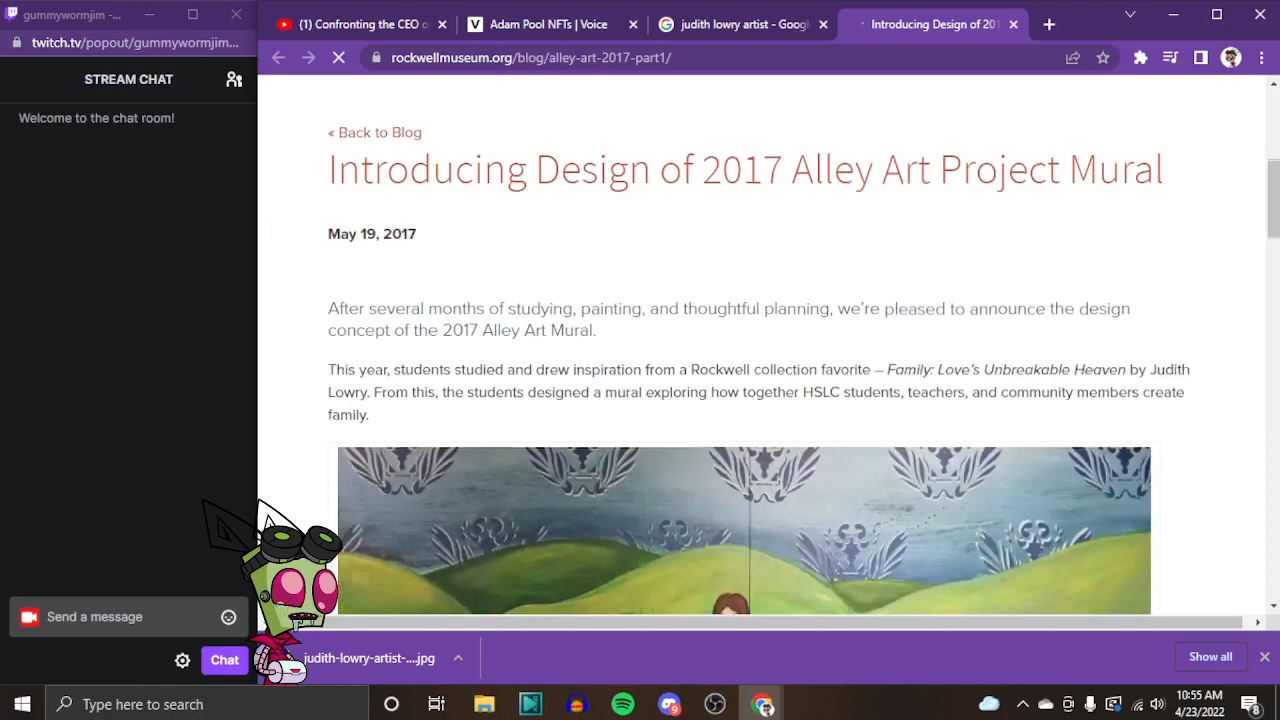 gummywormjim -...
twitch.tv/popout/gummywormjim...
STREAM CHAT
Welcome to the chat room!
Send a message
Chat
(1) Confronting the CEO o
Adam Pool NFTs | Voice
judith lowry artist - Googl
Introducing Design of 201
rockwellmuseum.org/blog/alley-art-2017-part1/
« Back to Blog
Introducing Design of 2017 Alley Art Project Mural
May 19, 2017
After several months of studying, painting, and thoughtful planning, we're pleased to announce the design
concept of the 2017 Alley Art Mural.
This year, students studied and drew inspiration from a Rockwell collection favorite – Family: Love's Unbreakable Heaven by Judith
Lowry. From this, the students designed a mural exploring how together HSLC students, teachers, and community members create
family.
judith-lowry-artist-....jpg
Show all
Type here to search
9
10:55 AM
4/23/2022
8